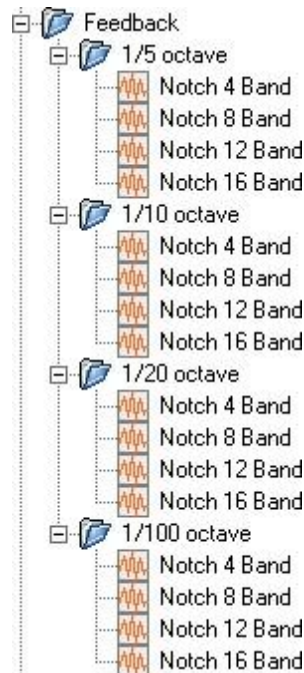 Feedback
1/5 octave
Notch 4 Band
Notch 8 Band
Notch 12 Band
Notch 16 Band
1/10 octave
Notch 4 Band
Notch 8 Band
Notch 12 Band
Notch 16 Band
1/20 octave
Notch 4 Band
Notch 8 Band
Notch 12 Band
Notch 16 Band
1/100 octave
Notch 4 Band
Notch 8 Band
Notch 12 Band
Notch 16 Band